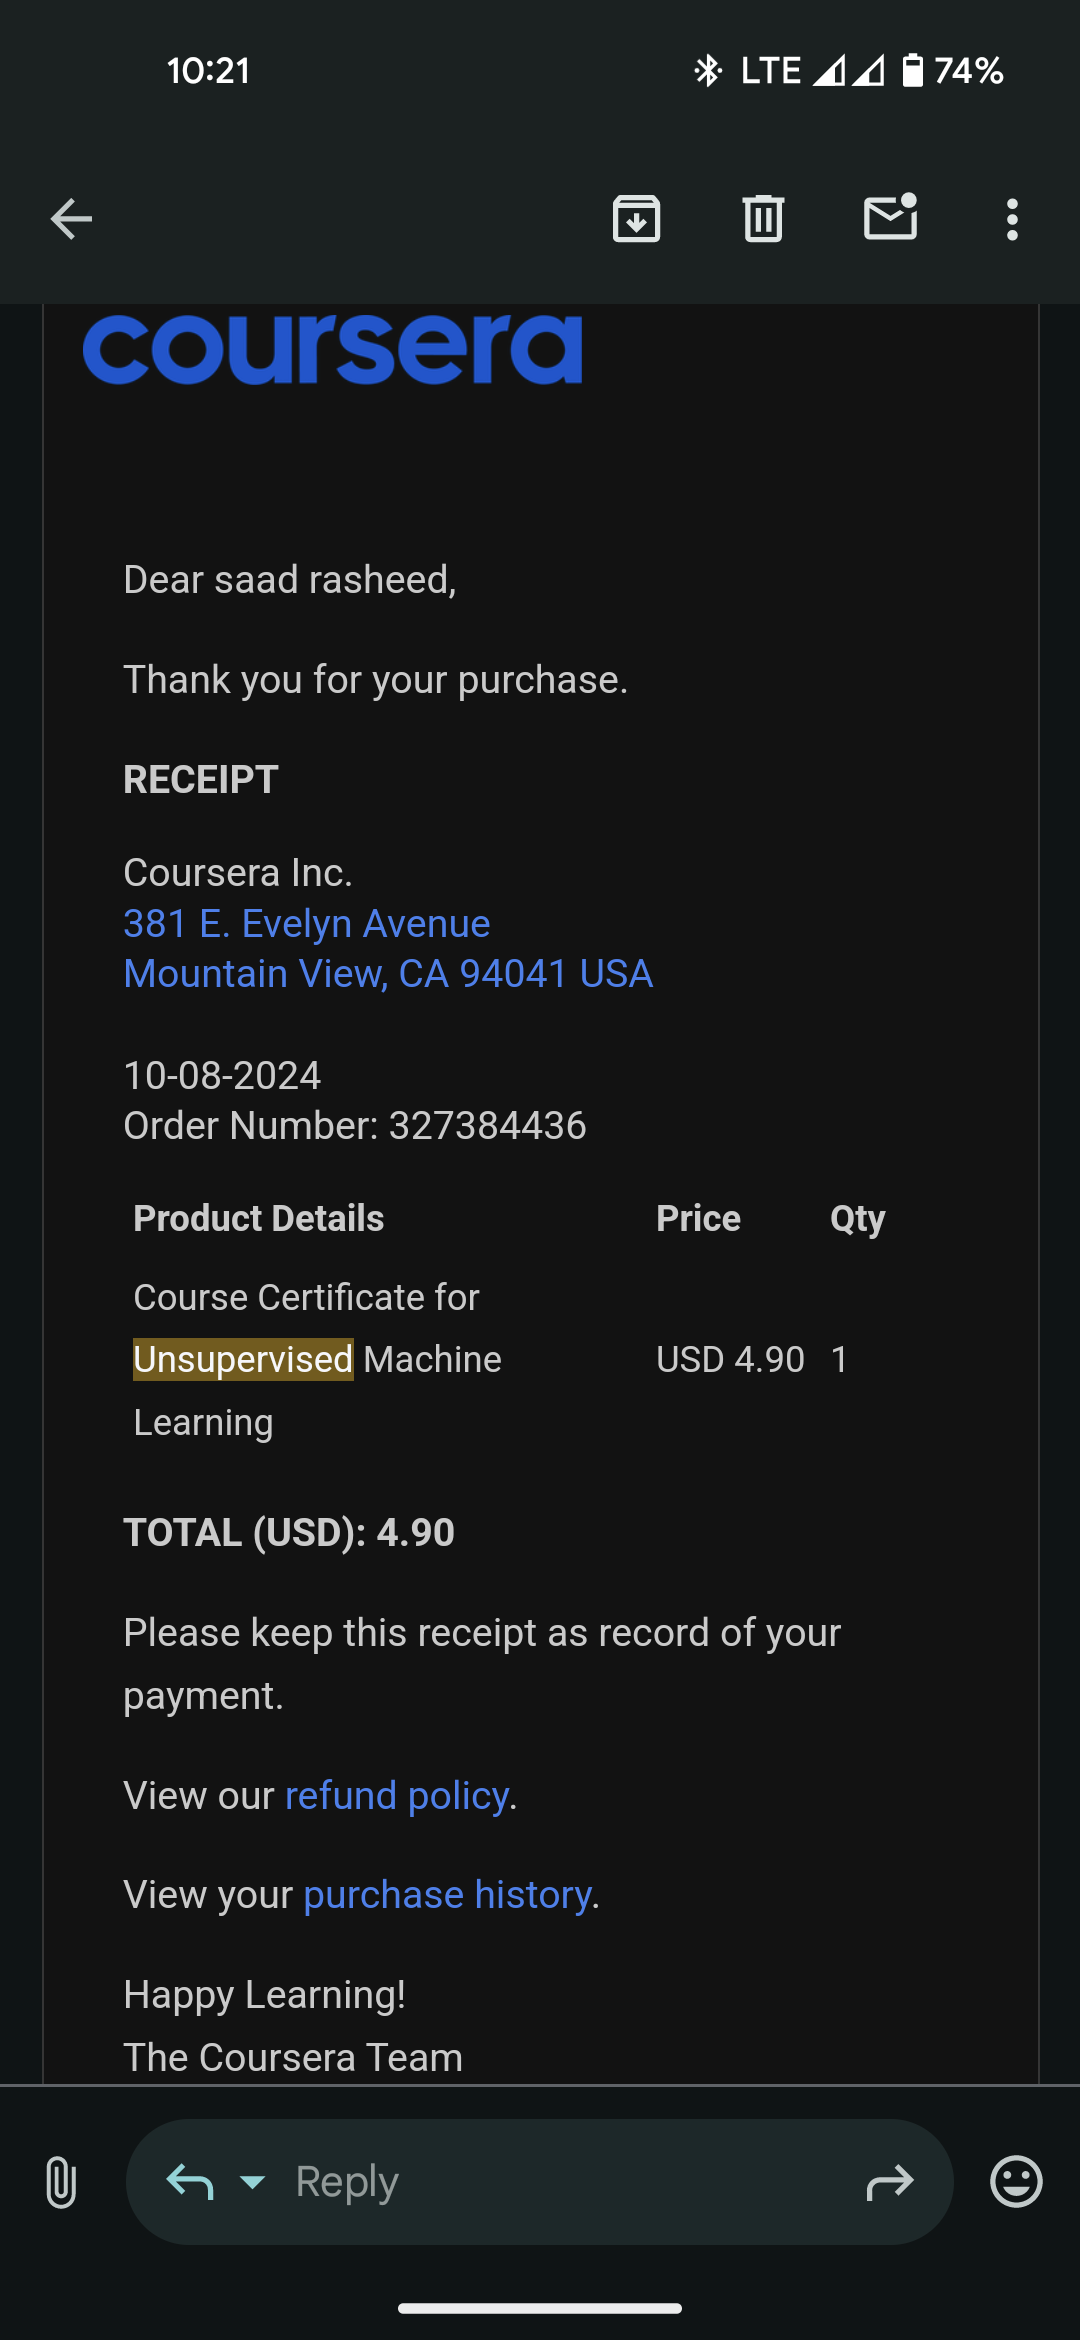 10:21 LTE 74%
coursera
Dear saad rasheed,
Thank you for your purchase.
RECEIPT
Coursera Inc.
381 E. Evelyn Avenue
Mountain View, CA 94041 USA
10-08-2024
Order Number: 327384436
Product Details Price Qty
Course Certificate for
Unsupervised Machine USD 4.90 1
Learning
TOTAL (USD): 4.90
Please keep this receipt as record of your
payment.
View our refund policy.
View your purchase history.
Happy Learning!
The Coursera Team
Reply